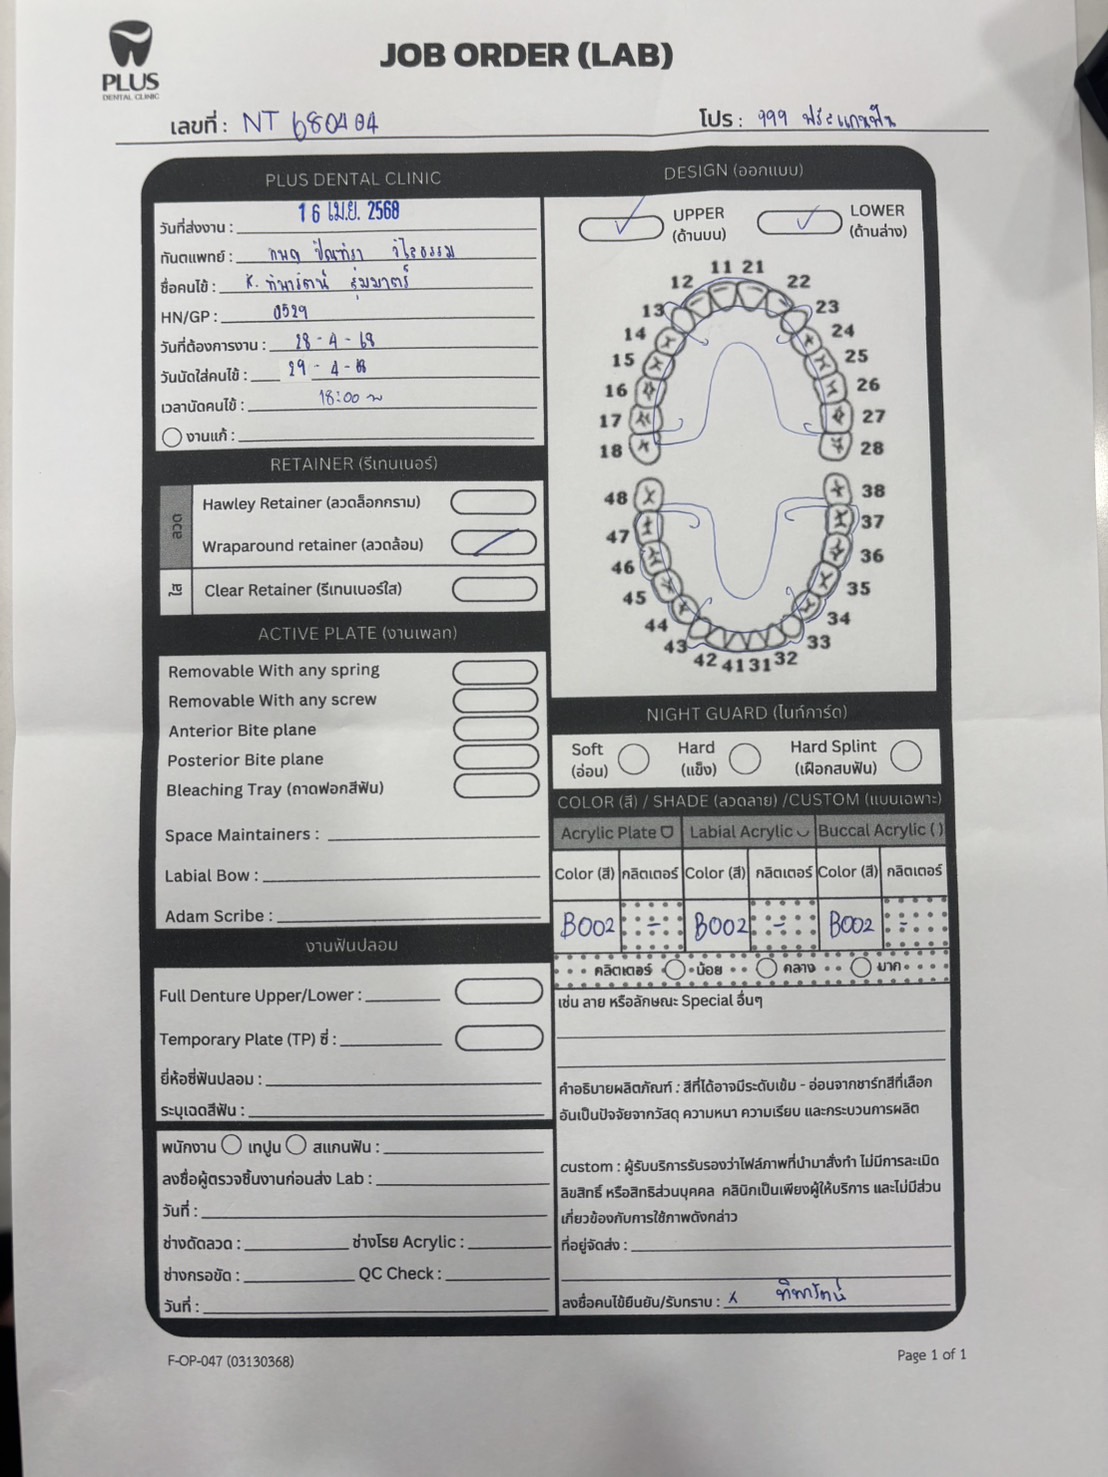 PLUS
DENTAL CLINIC
JOB ORDER (LAB)
เลขที่ : NT 680404
โปร : 999
PLUS DENTAL CLINIC
วันที่ส่งงาน : 16 เม.ย. 2568
ทันตแพทย์ : ทพญ ปัณฑรา วิไลธรรม
ชื่อคนไข้ : K. ทิพารัตน์
HN/GP : 0529
วันที่ต้องการงาน : 28-4-68
วันนัดใส่คนไข้ : 29-4-68
เวลานัดคนไข้ : 18:00 น
งานแก้ :
DESIGN (ออกแบบ)
UPPER
(ด้านบน)
LOWER
(ด้านล่าง)
11 21
12 22
13 23
14 24
15 25
16 26
17 27
18 28
48 38
47 37
46 36
45 35
44 34
43 33
42 41 31 32
RETAINER (รีเทนเนอร์)
ลวด
Hawley Retainer (ลวดล็อกกราม)
Wraparound retainer (ลวดล้อม)
ใส
Clear Retainer (รีเทนเนอร์ใส)
ACTIVE PLATE (งานเพลท)
Removable With any spring
Removable With any screw
Anterior Bite plane
Posterior Bite plane
Bleaching Tray (ถาดฟอกสีฟัน)
Space Maintainers :
Labial Bow :
Adam Scribe :
งานฟันปลอม
Full Denture Upper/Lower :
Temporary Plate (TP) ซี่ :
ยี่ห้อซี่ฟันปลอม :
ระบุเฉดสีฟัน :
พนักงาน เทปูน สแกนฟัน :
ลงชื่อผู้ตรวจชิ้นงานก่อนส่ง Lab :
วันที่ :
ช่างดัดลวด : ช่างโรย Acrylic :
ช่างกรอขัด : QC Check :
วันที่ :
NIGHT GUARD (ไนท์การ์ด)
Soft Hard Hard Splint
(อ่อน) (แข็ง) (เฝือกสบฟัน)
COLOR (สี) / SHADE (ลวดลาย) /CUSTOM (แบบเฉพาะ)
Acrylic Plate Labial Acrylic Buccal Acrylic ( )
Color (สี) กลิตเตอร์ Color (สี) กลิตเตอร์ Color (สี) กลิตเตอร์
B002 - B002 - B002 -
กลิตเตอร์ น้อย กลาง มาก
เช่น ลาย หรือลักษณะ Special อื่นๆ
คำอธิบายผลิตภัณฑ์ : สีที่ได้อาจมีระดับเข้ม - อ่อนจากชาร์ทสีที่เลือก
อันเป็นปัจจัยจากวัสดุ ความหนา ความเรียบ และกระบวนการผลิต
custom : ผู้รับบริการรับรองว่าไฟล์ภาพที่นำมาสั่งทำ ไม่มีการละเมิด
ลิขสิทธิ์ หรือสิทธิส่วนบุคคล คลินิกเป็นเพียงผู้ให้บริการ และไม่มีส่วน
เกี่ยวข้องกับการใช้ภาพดังกล่าว
ที่อยู่จัดส่ง :
ลงชื่อคนไข้ยืนยัน/รับทราบ : x ทิพารัตน์
F-OP-047 (03130368)
Page 1 of 1